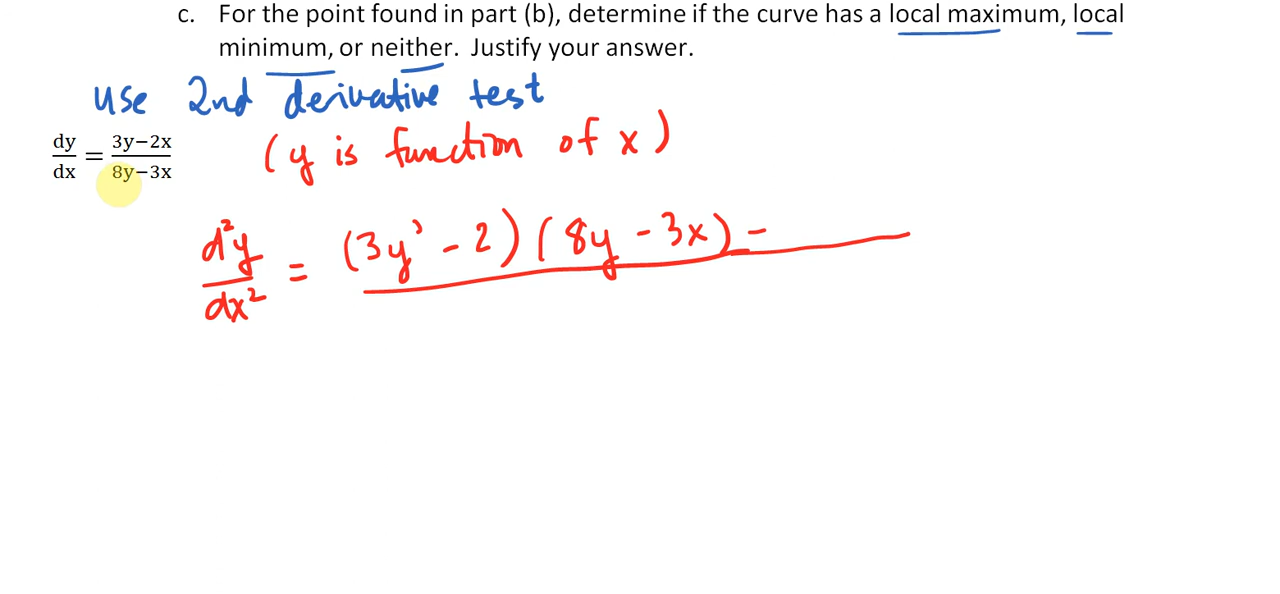 c. For the point found in part (b), determine if the curve has a local maximum, local
minimum, or neither. Justify your answer.
use 2nd derivative test
dy/dx = (3y−2x)/(8y−3x)
(y is function of x)
d²y/dx² = (3y' - 2)(8y - 3x) -